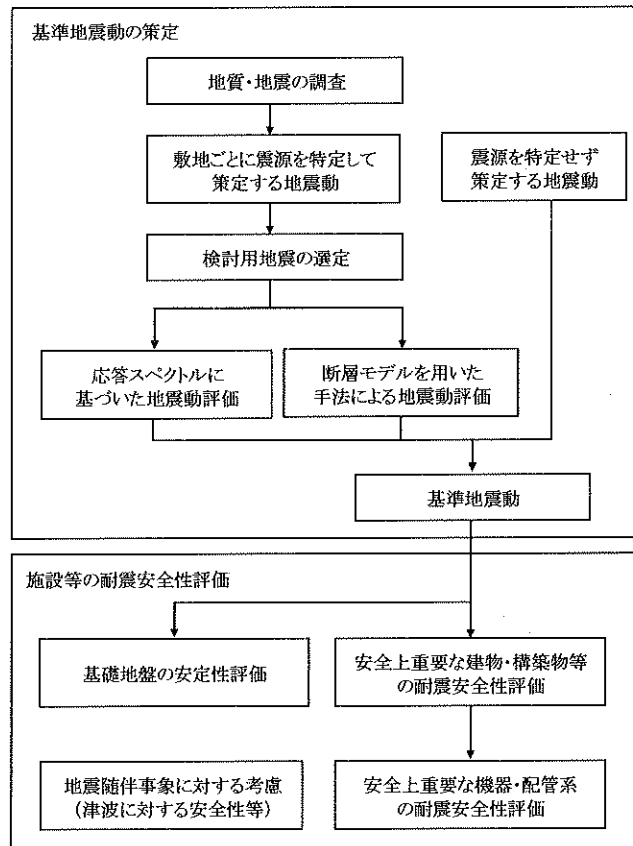 基準地震動の策定
地質・地震の調査
敷地ごとに震源を特定して
策定する地震動
震源を特定せず
策定する地震動
検討用地震の選定
応答スペクトルに
基づいた地震動評価
断層モデルを用いた
手法による地震動評価
基準地震動
施設等の耐震安全性評価
基礎地盤の安定性評価
安全上重要な建物・構築物等
の耐震安全性評価
地震随伴事象に対する考慮
(津波に対する安全性等)
安全上重要な機器・配管系
の耐震安全性評価